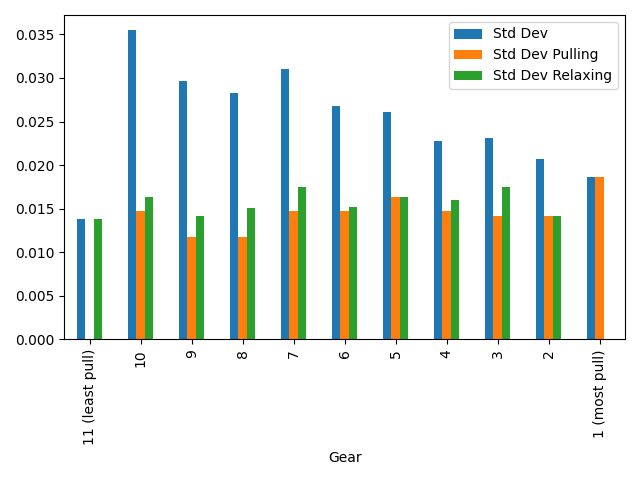 Std Dev
Std Dev Pulling
Std Dev Relaxing
0.035
0.030
0.025
0.020
0.015
0.010
0.005
0.000
11 (least pull)
10
9
8
7
6
5
4
3
2
1 (most pull)
Gear